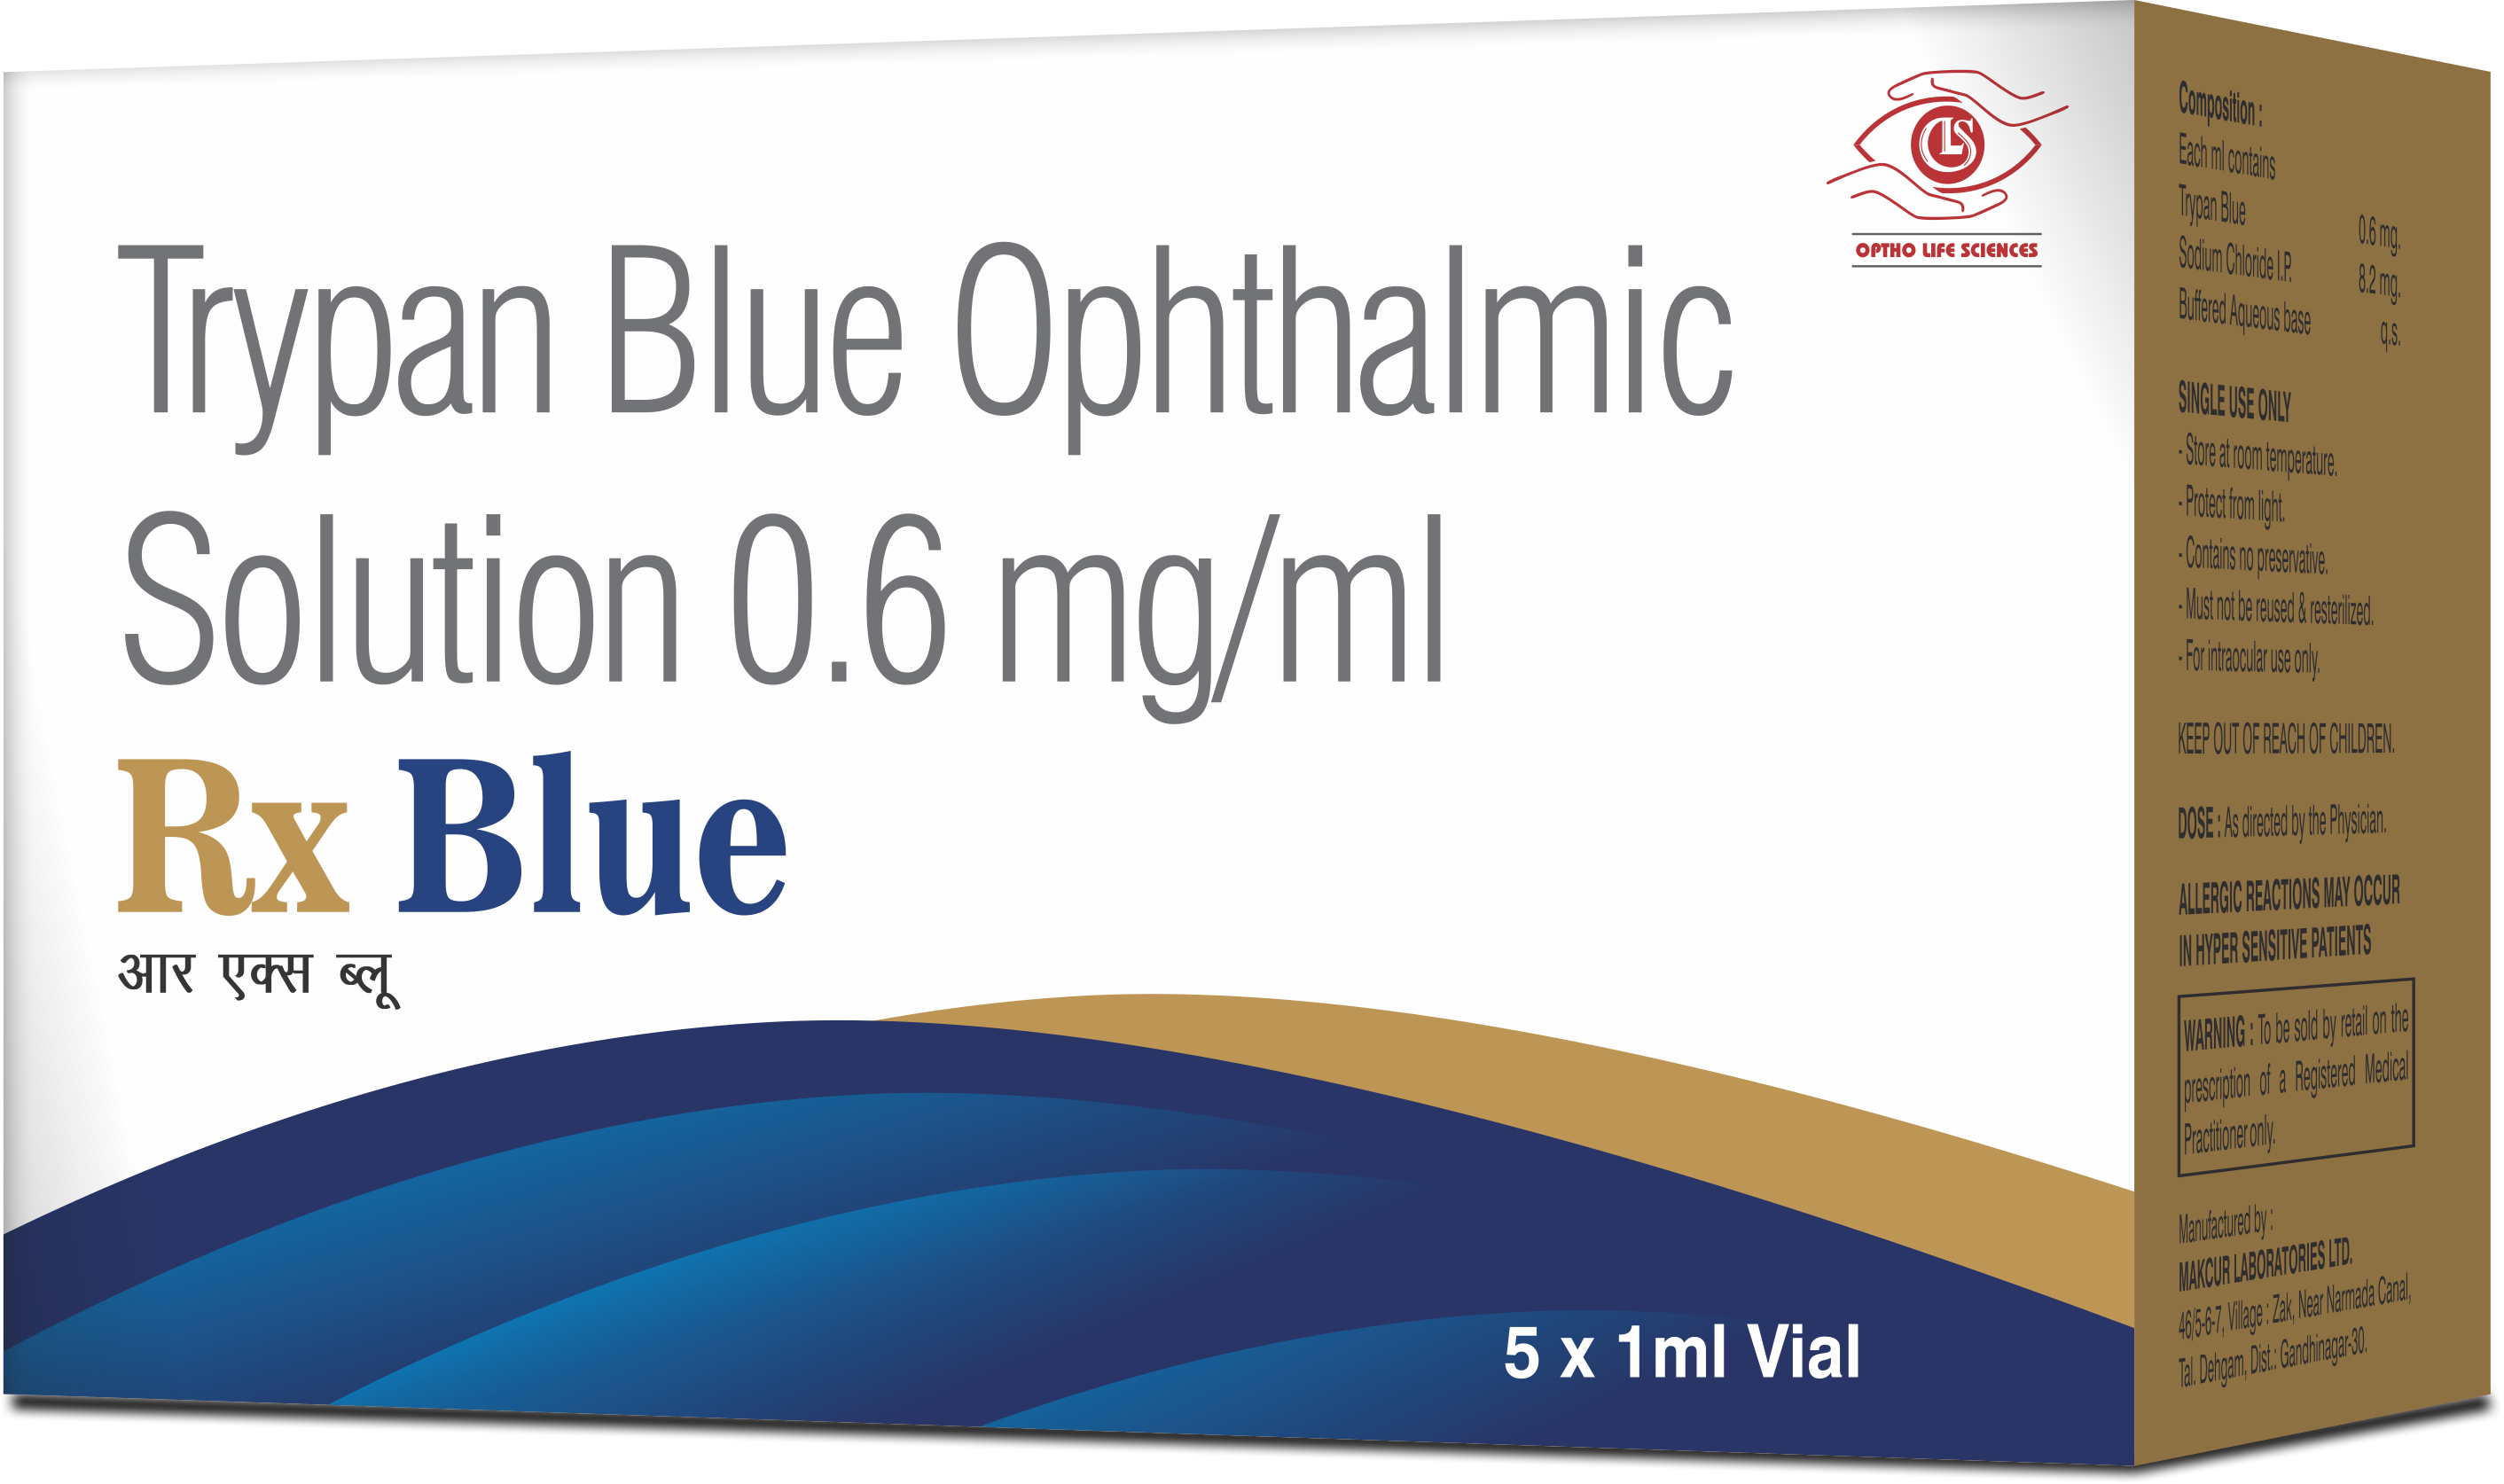 Trypan Blue Ophthalmic
Solution 0.6 mg/ml
Rx Blue
आर एक्स ब्लू
5 x 1ml Vial
CLS
OPTHO LIFE SCIENCES
Composition :
Each ml contains
Trypan Blue 0.6 mg.
Sodium Chloride I.P. 8.2 mg.
Buffered Aqueous base q.s.
SINGLE USE ONLY
- Store at room temperature.
- Protect from light.
- Contains no preservative.
- Must not be reused & resterilized.
- For intraocular use only.
KEEP OUT OF REACH OF CHILDREN.
DOSE : As directed by the Physician.
ALLERGIC REACTIONS MAY OCCUR
IN HYPER SENSITIVE PATIENTS
WARNING : To be sold by retail on the
prescription of a Registered Medical
Practitioner only.
Manufactured by :
MAKCUR LABORATORIES LTD.
46/5-6-7, Village : Zak, Near Narmada Canal,
Tal. Dehgam, Dist.: Gandhinagar-30.